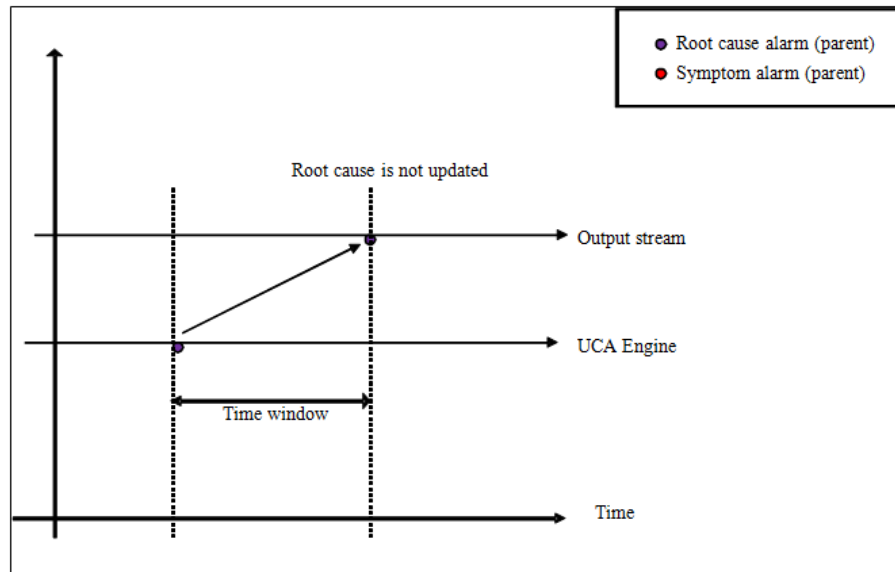 Root cause alarm (parent)
Symptom alarm (parent)
Root cause is not updated
Output stream
UCA Engine
Time window
Time